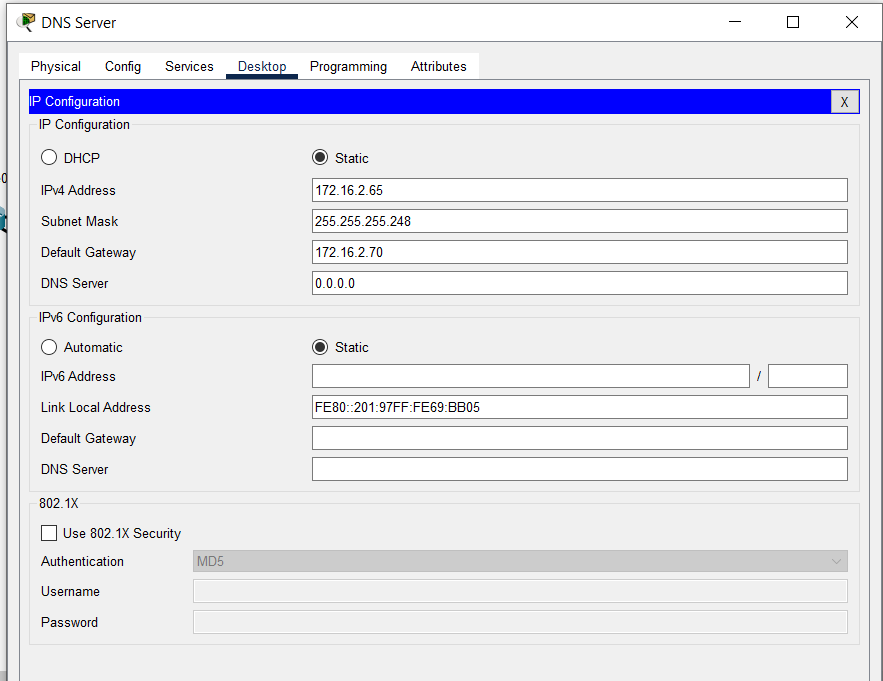 DNS Server
Physical Config Services Desktop Programming Attributes
IP Configuration X
IP Configuration
DHCP Static
IPv4 Address 172.16.2.65
Subnet Mask 255.255.255.248
Default Gateway 172.16.2.70
DNS Server 0.0.0.0
IPv6 Configuration
Automatic Static
IPv6 Address /
Link Local Address FE80::201:97FF:FE69:BB05
Default Gateway
DNS Server
802.1X
Use 802.1X Security
Authentication MD5
Username
Password